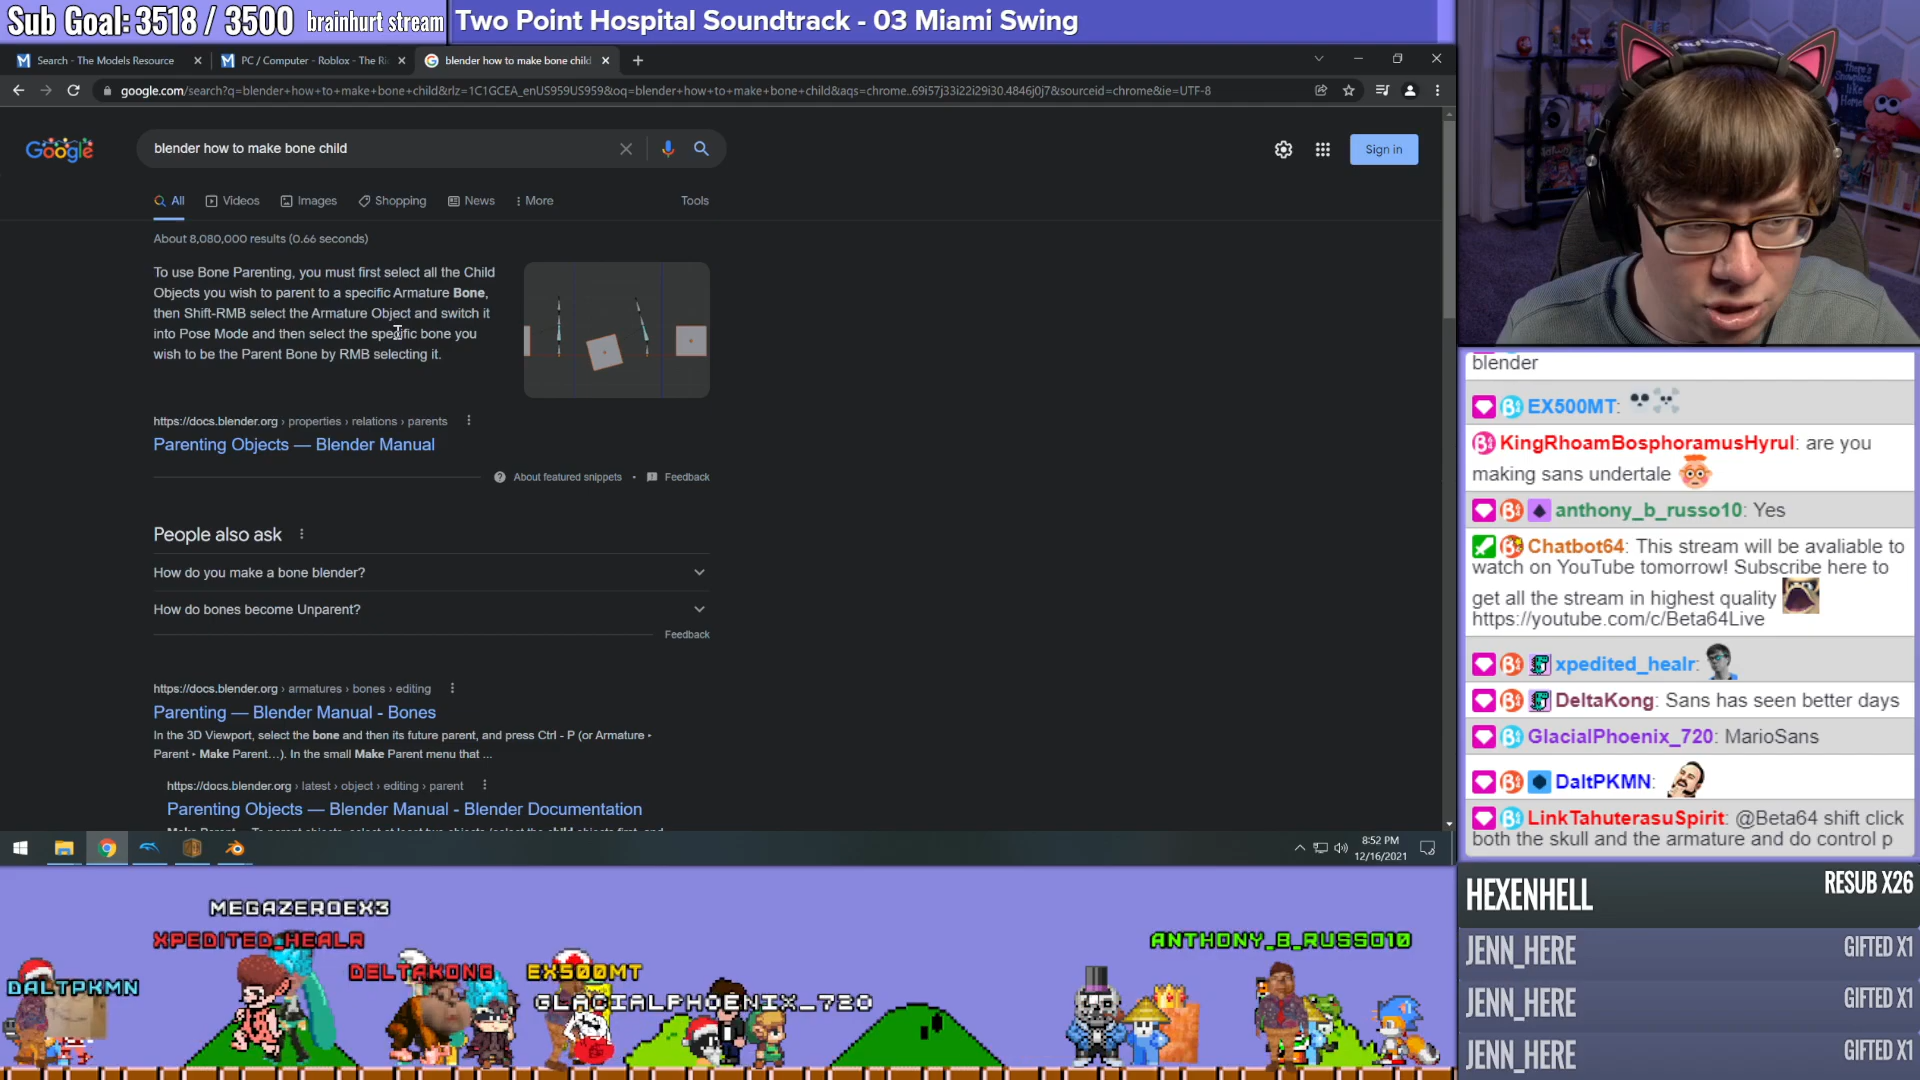 Sub Goal: 3518 / 3500 brainhurt stream
Two Point Hospital Soundtrack - 03 Miami Swing
Search - The Models Resource
PC / Computer - Roblox - The Ri
blender how to make bone child
google.com/search?q=blender+how+to+make+bone+child&rlz=1C1GCEA_enUS959US959&oq=blender+how+to+make+bone+child&aqs=chrome..69i57j33i22i29i30.4846j0j7&sourceid=chrome&ie=UTF-8
Google
blender how to make bone child
Sign in
All
Videos
Images
Shopping
News
More
Tools
About 8,080,000 results (0.66 seconds)
To use Bone Parenting, you must first select all the Child
Objects you wish to parent to a specific Armature Bone,
then Shift-RMB select the Armature Object and switch it
into Pose Mode and then select the specific bone you
wish to be the Parent Bone by RMB selecting it.
https://docs.blender.org › properties › relations › parents
Parenting Objects — Blender Manual
About featured snippets • Feedback
People also ask
How do you make a bone blender?
How do bones become Unparent?
Feedback
https://docs.blender.org › armatures › bones › editing
Parenting — Blender Manual - Bones
In the 3D Viewport, select the bone and then its future parent, and press Ctrl - P (or Armature ‣
Parent ‣ Make Parent...). In the small Make Parent menu that ...
https://docs.blender.org › latest › object › editing › parent
Parenting Objects — Blender Manual - Blender Documentation
8:52 PM
12/16/2021
blender
EX500MT:
KingRhoamBosphoramusHyrul: are you
making sans undertale
anthony_b_russo10: Yes
Chatbot64: This stream will be avaliable to
watch on YouTube tomorrow! Subscribe here to
get all the stream in highest quality
https://youtube.com/c/Beta64Live
xpedited_healr:
DeltaKong: Sans has seen better days
GlacialPhoenix_720: MarioSans
DaltPKMN:
LinkTahuterasuSpirit: @Beta64 shift click
both the skull and the armature and do control p
HEXENHELL RESUB X26
JENN_HERE GIFTED X1
JENN_HERE GIFTED X1
JENN_HERE GIFTED X1
MEGAZEROEX3
XPEDITED_HEALR
DELTAKONG
EX500MT
ANTHONY_B_RUSSO10
DALTPKMN
GLACIALPHOENIX_720